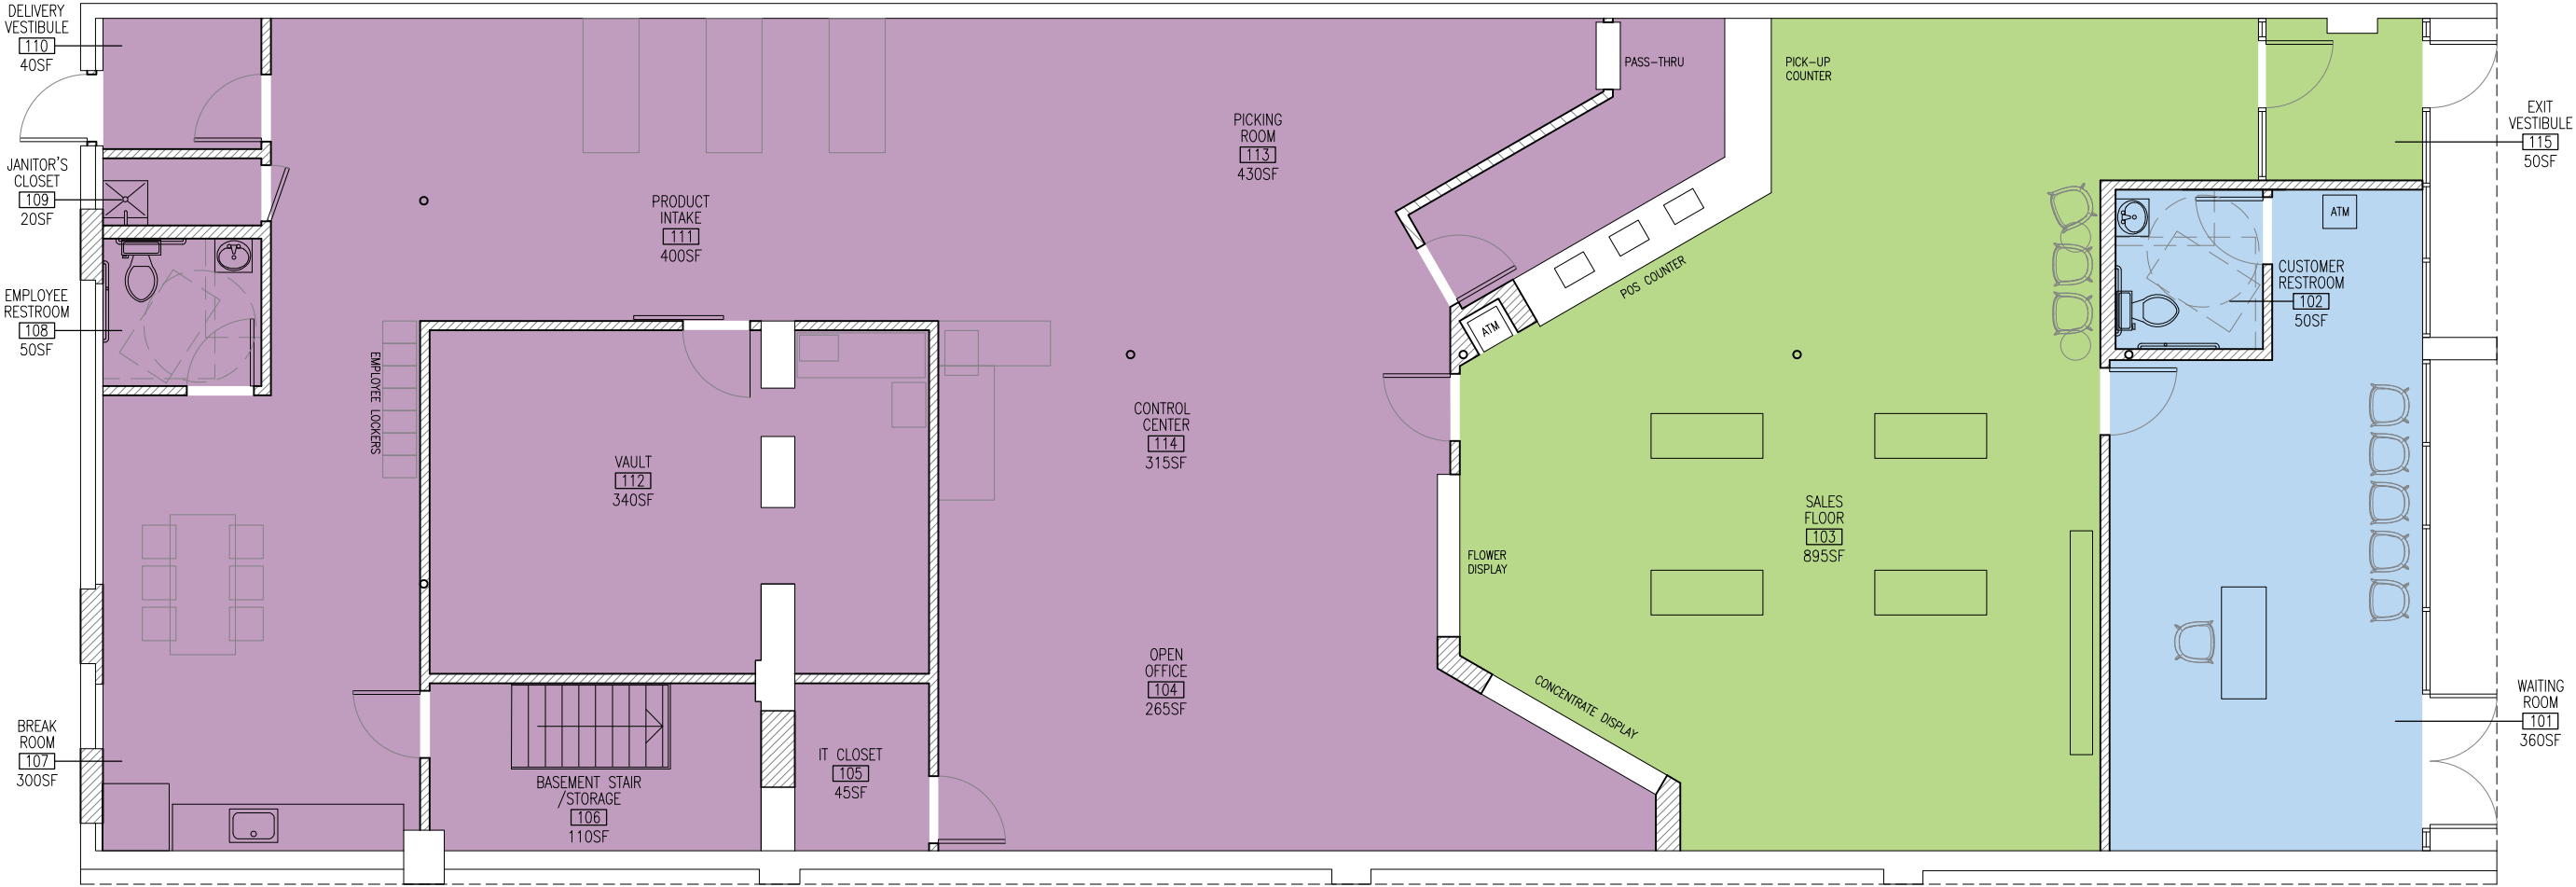 DELIVERY
VESTIBULE
110
40SF
JANITOR'S
CLOSET
109
20SF
EMPLOYEE
RESTROOM
108
50SF
BREAK
ROOM
107
300SF
EMPLOYEE LOCKERS
PRODUCT
INTAKE
111
400SF
VAULT
112
340SF
BASEMENT STAIR
/STORAGE
106
110SF
IT CLOSET
105
45SF
PICKING
ROOM
113
430SF
CONTROL
CENTER
114
315SF
OPEN
OFFICE
104
265SF
PASS-THRU
PICK-UP
COUNTER
POS COUNTER
ATM
FLOWER
DISPLAY
CONCENTRATE DISPLAY
SALES
FLOOR
103
895SF
ATM
CUSTOMER
RESTROOM
102
50SF
EXIT
VESTIBULE
115
50SF
WAITING
ROOM
101
360SF